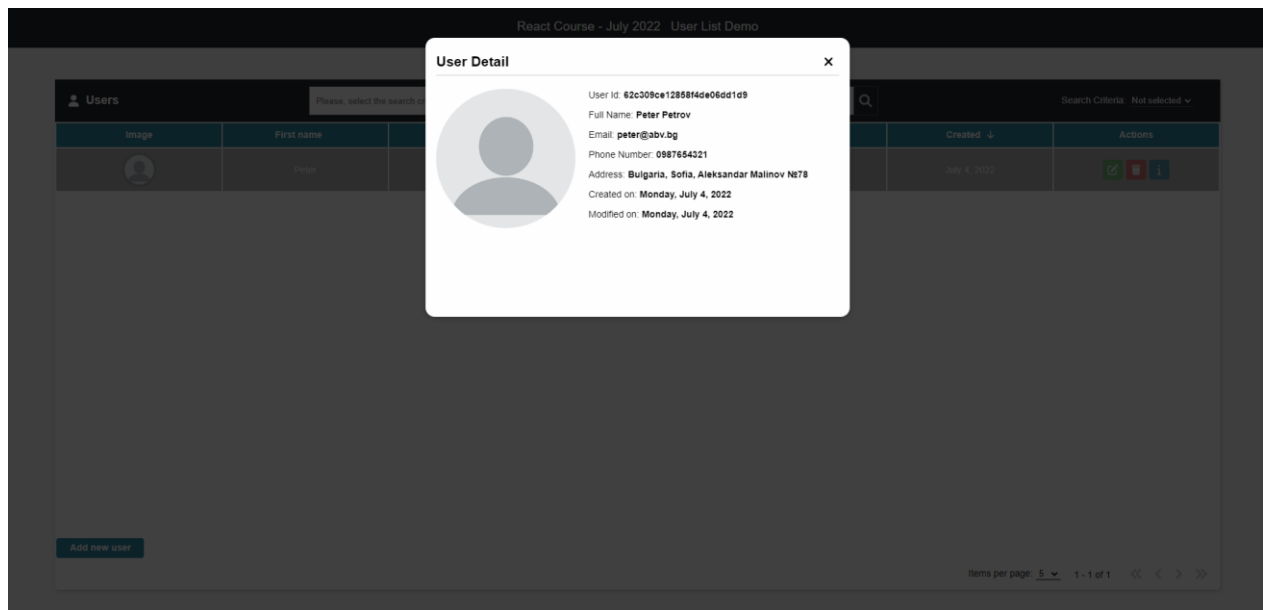 React Course - July 2022 User List Demo
User Detail
×
Users
Please, select the search cr
Search Criteria: Not selected
User Id: 62c309ce12858f4de06dd1d9
Full Name: Peter Petrov
Email: peter@abv.bg
Phone Number: 0987654321
Address: Bulgaria, Sofia, Aleksandar Malinov №78
Created on: Monday, July 4, 2022
Modified on: Monday, July 4, 2022
Image First name Created ↓ Actions
Peter July 4, 2022 i
Add new user
Items per page: 5 1 - 1 of 1